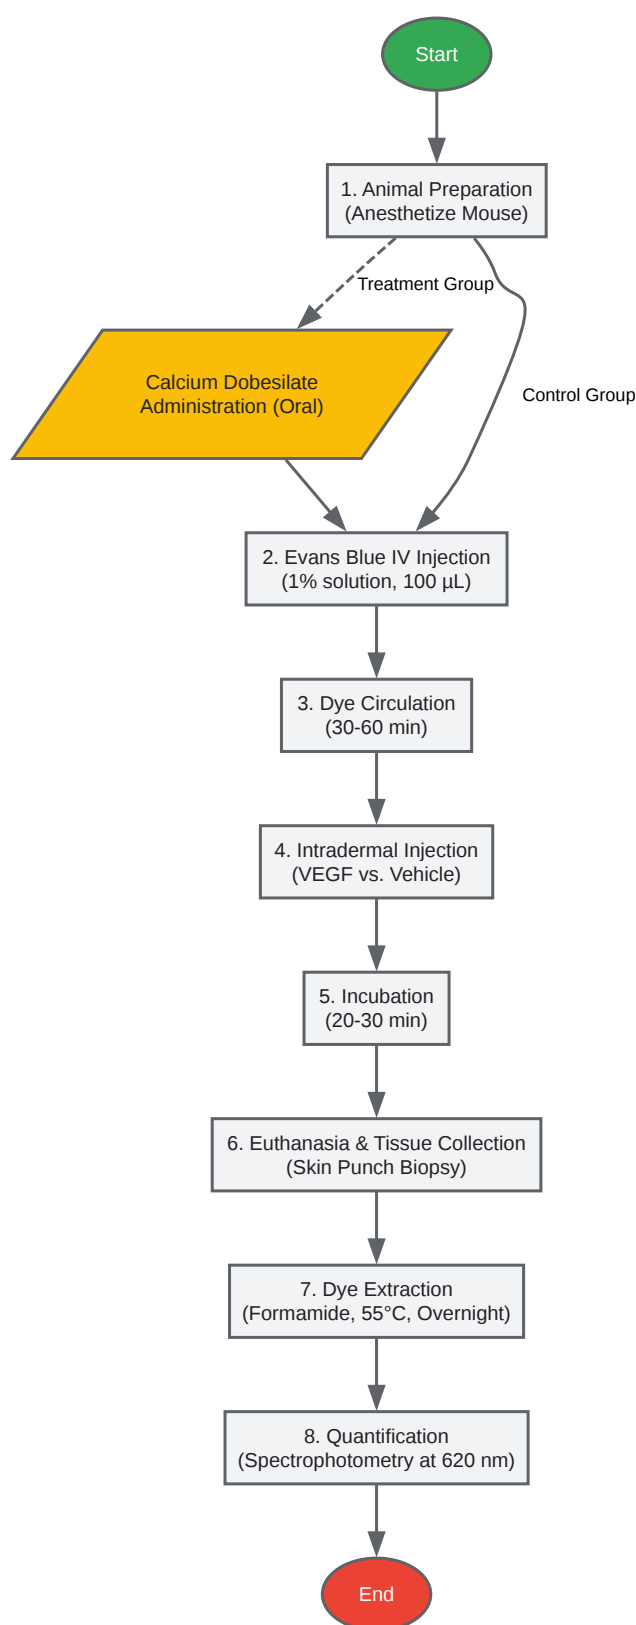 Start
1. Animal Preparation
(Anesthetize Mouse)
Treatment Group
Calcium Dobesilate
Administration (Oral)
Control Group
2. Evans Blue IV Injection
(1% solution, 100 µL)
3. Dye Circulation
(30-60 min)
4. Intradermal Injection
(VEGF vs. Vehicle)
5. Incubation
(20-30 min)
6. Euthanasia & Tissue Collection
(Skin Punch Biopsy)
7. Dye Extraction
(Formamide, 55°C, Overnight)
8. Quantification
(Spectrophotometry at 620 nm)
End